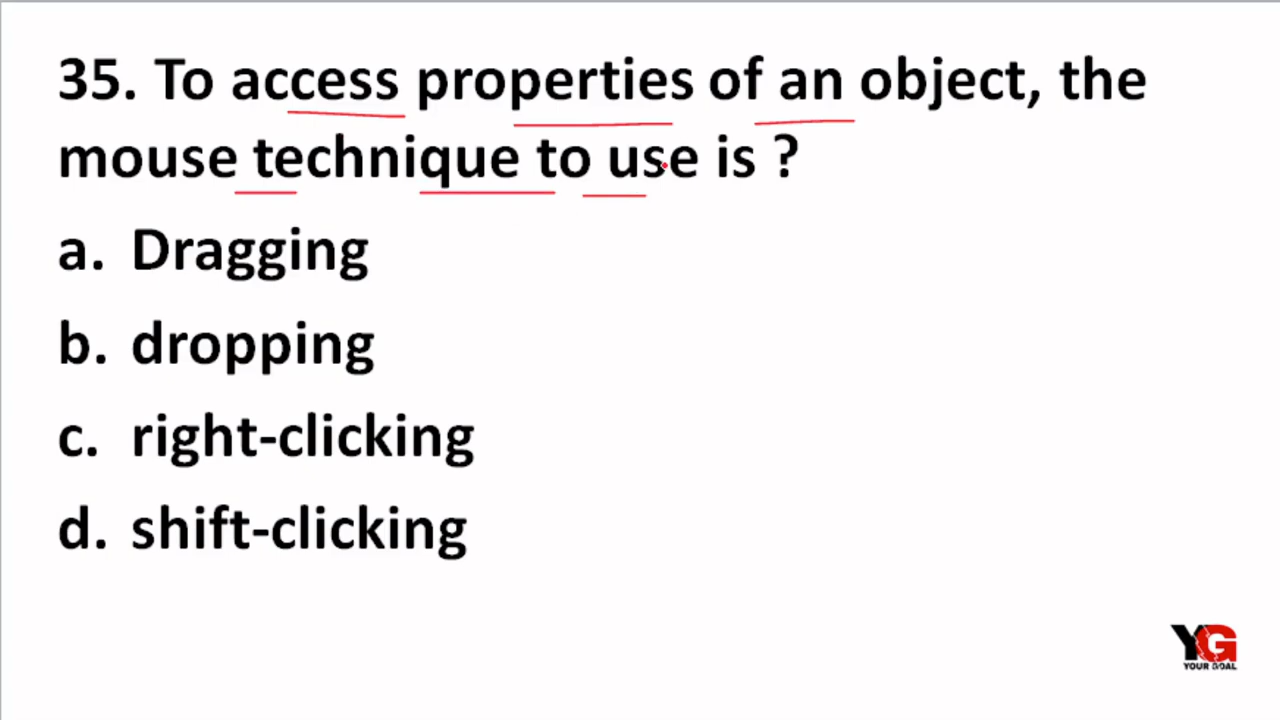 35. To access properties of an object, the
mouse technique to use is ?
a. Dragging
b. dropping
c. right-clicking
d. shift-clicking
YG
YOUR GOAL